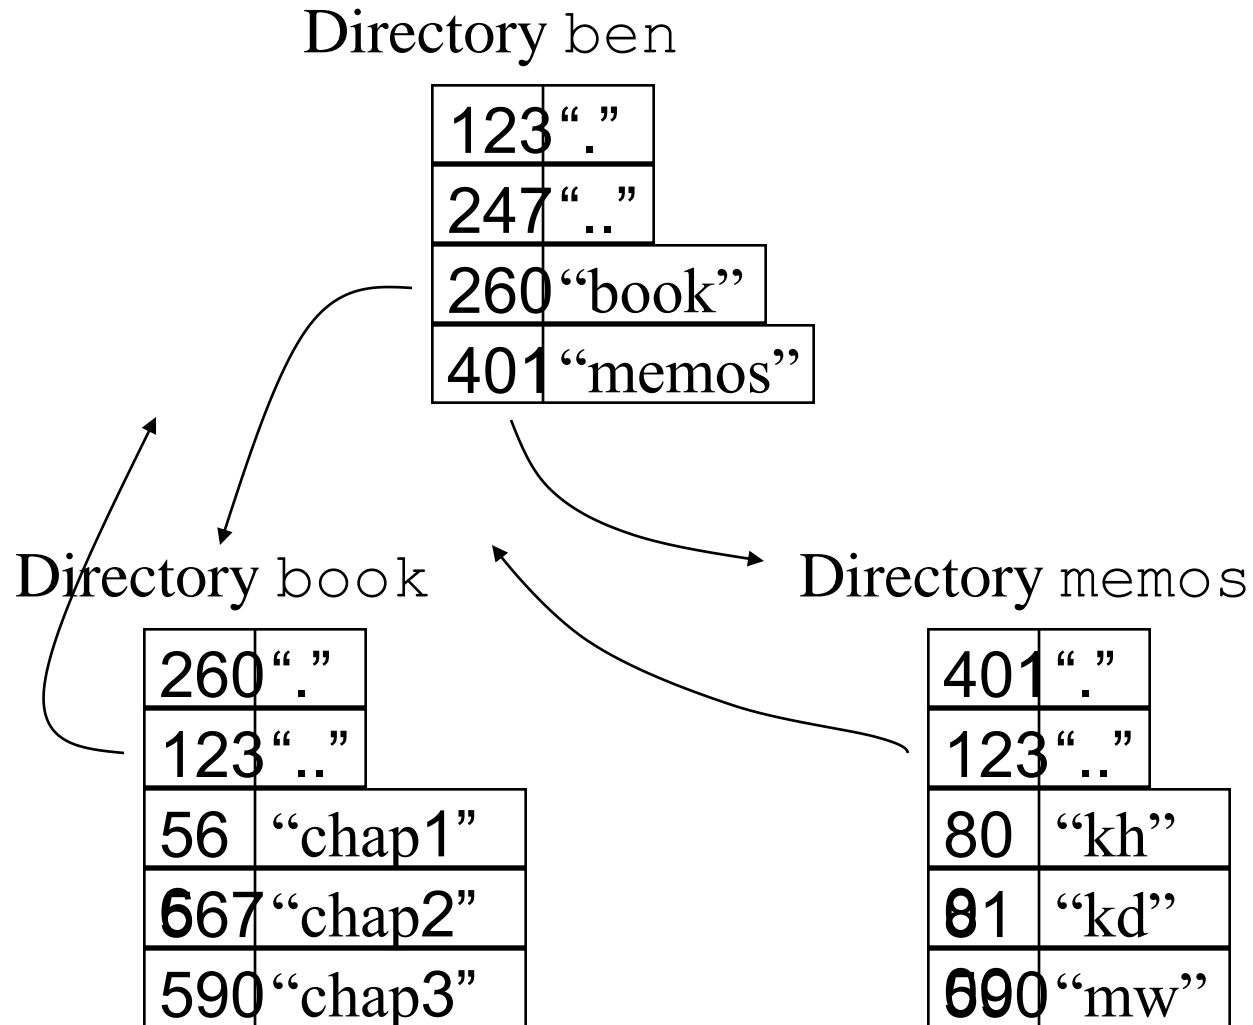 Directory ben
123 “.”
247 “..”
260 “book”
401 “memos”
Directory book
260 “.”
123 “..”
56 “chap1”
“chap2”
590 “chap3”
Directory memos
401 “.”
123 “..”
80 “kh”
“kd”
“mw”